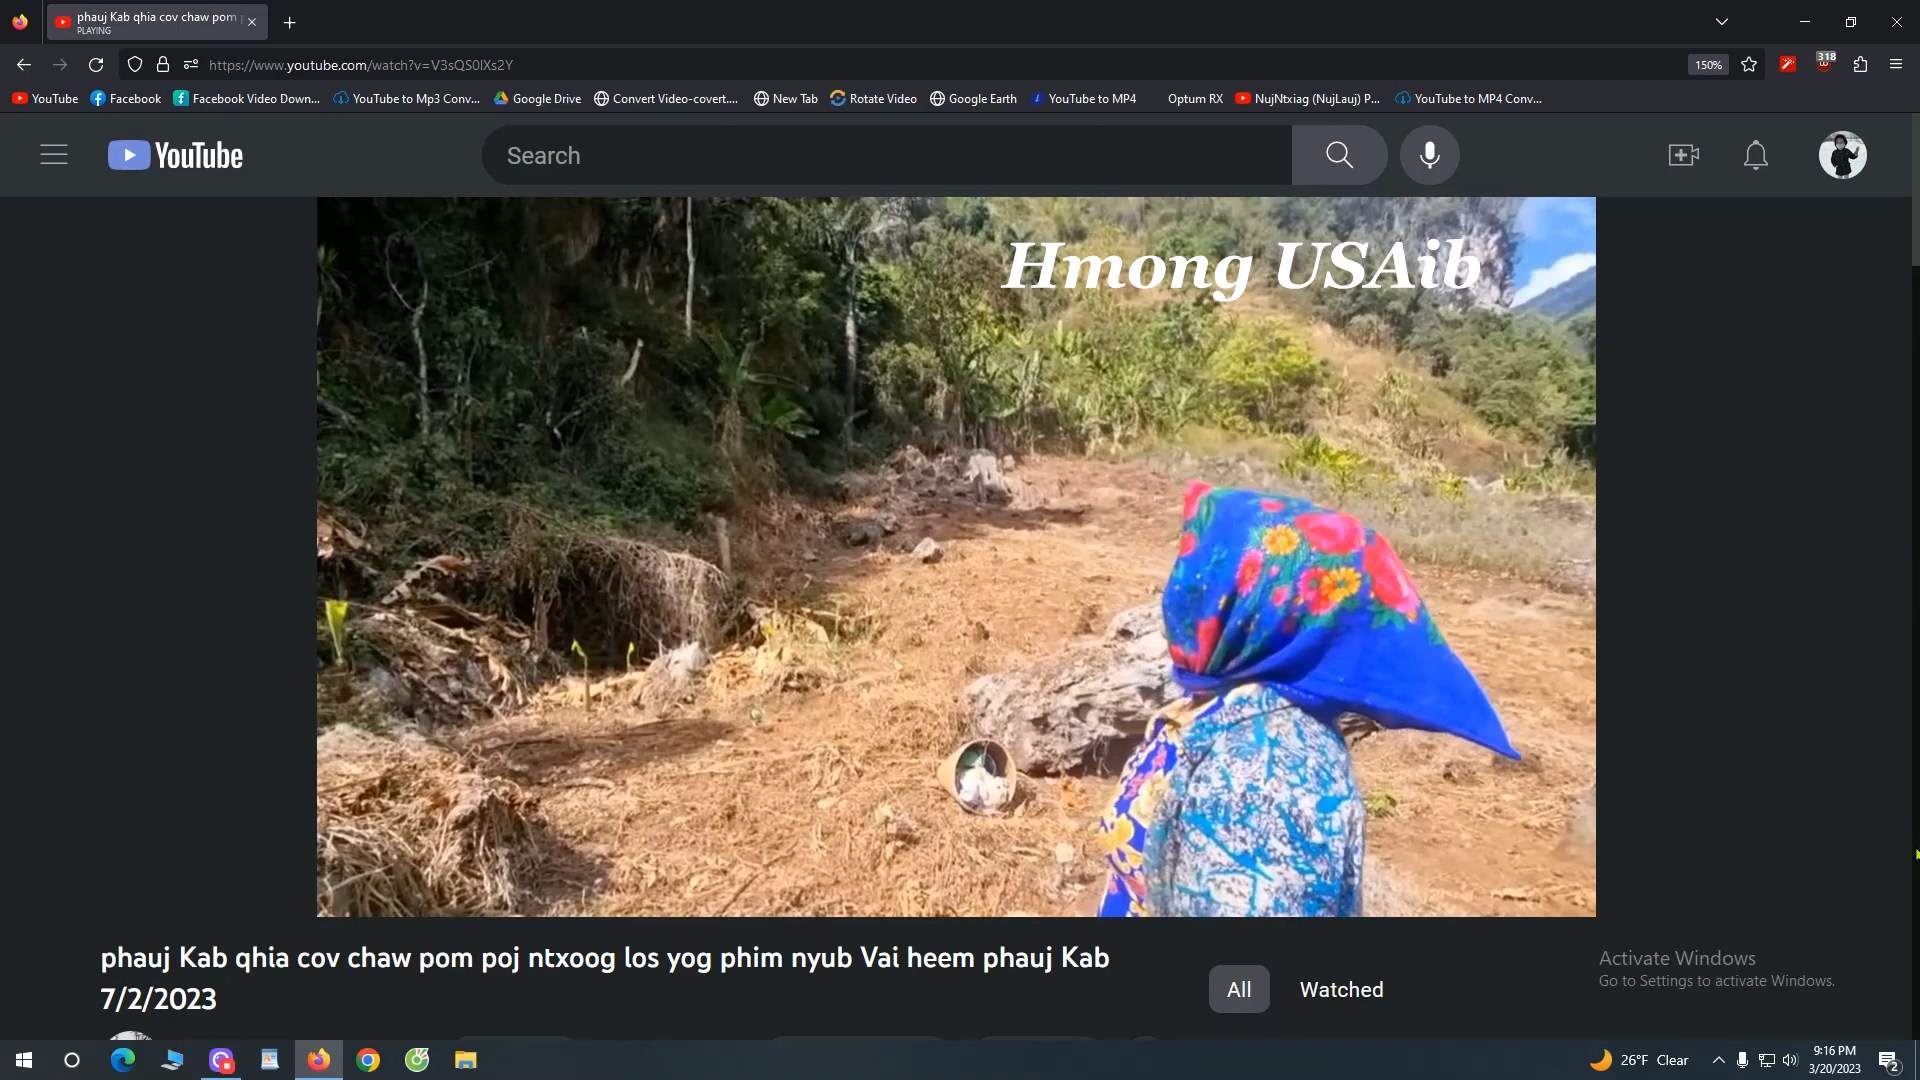 phauj Kab qhia cov chaw pom p
PLAYING
https://www.youtube.com/watch?v=V3sQS0lXs2Y
150%
318
YouTube
Facebook
Facebook Video Down...
YouTube to Mp3 Conv...
Google Drive
Convert Video-covert....
New Tab
Rotate Video
Google Earth
YouTube to MP4
Optum RX
NujNtxiag (NujLauj) P...
YouTube to MP4 Conv...
YouTube
Search
Hmong USAib
phauj Kab qhia cov chaw pom poj ntxoog los yog phim nyub Vai heem phauj Kab
7/2/2023
All
Watched
Activate Windows
Go to Settings to activate Windows.
26°F Clear
9:16 PM
3/20/2023
2